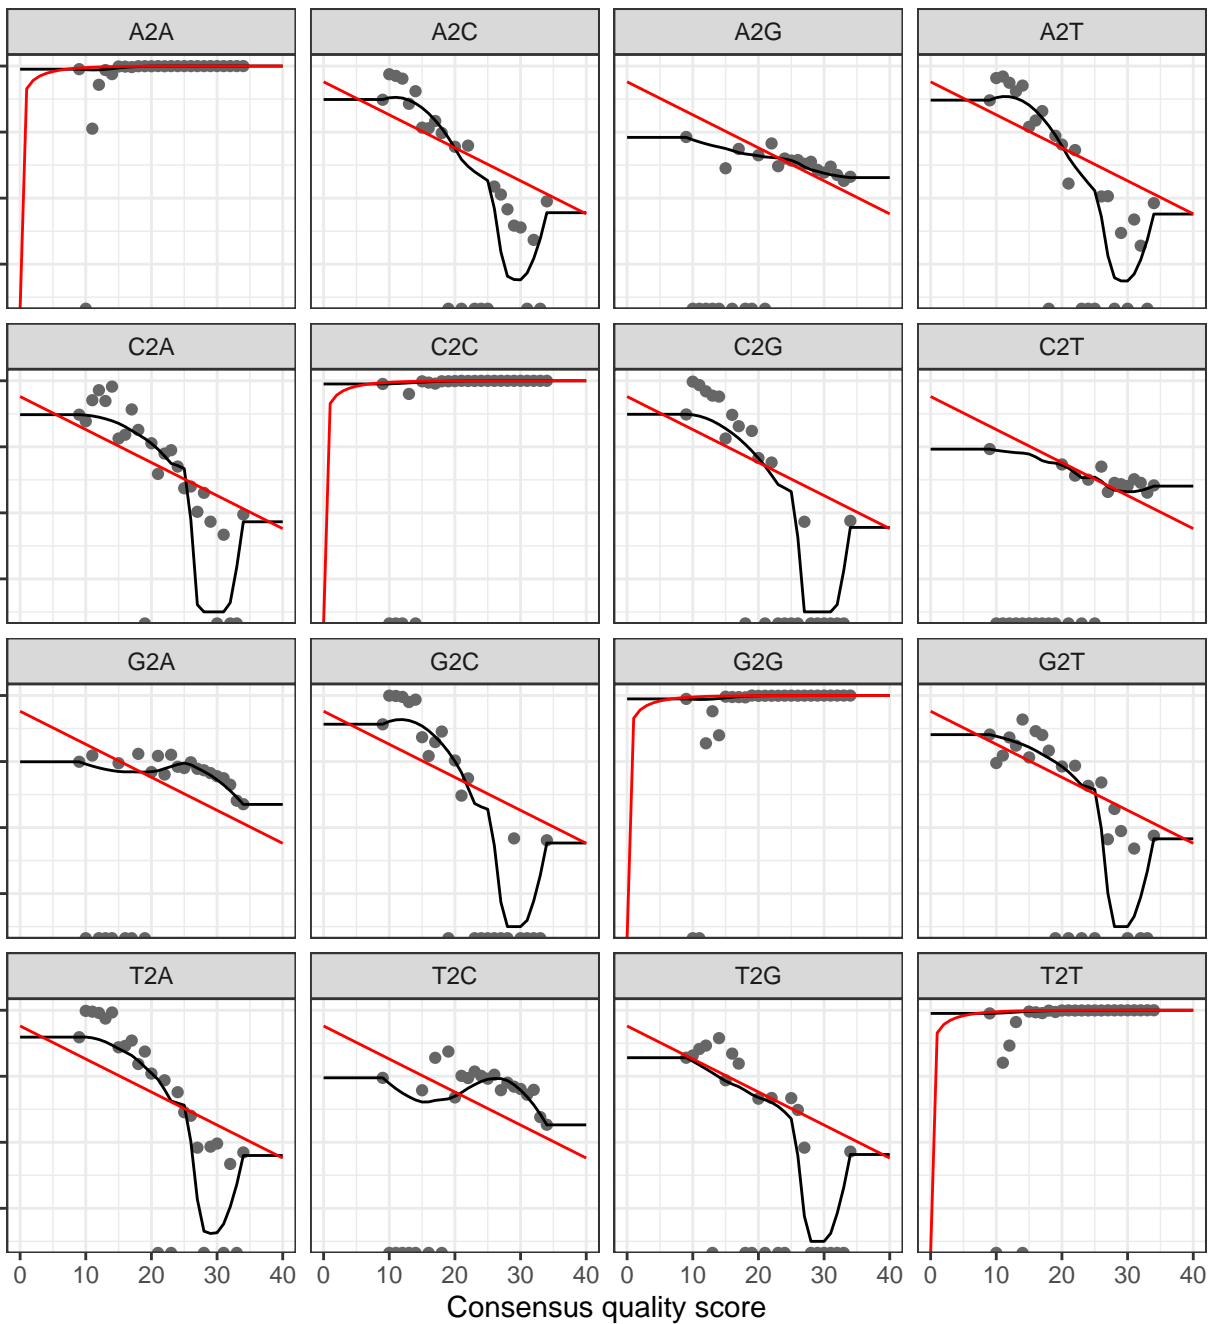 A2A A2C A2G A2T
C2A C2C C2G C2T
G2A G2C G2G G2T
T2A T2C T2G T2T
0 10 20 30 40 0 10 20 30 40 0 10 20 30 40 0 10 20 30 40
Consensus quality score